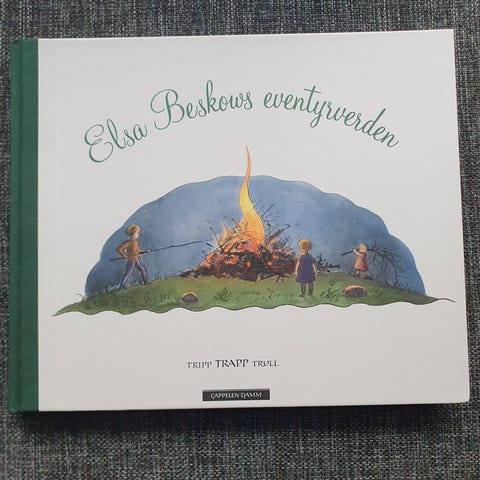 Elsa Beskows eventyrverden
TRIPP TRAPP TRULL
CAPPELEN DAMM